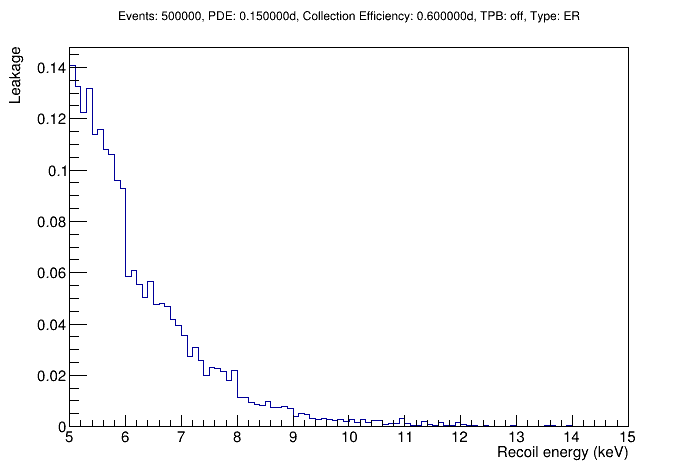 Events: 500000, PDE: 0.150000d, Collection Efficiency: 0.600000d, TPB: off, Type: ER
Leakage
0.14
0.12
0.1
0.08
0.06
0.04
0.02
0
5 6 7 8 9 10 11 12 13 14 15
Recoil energy (keV)